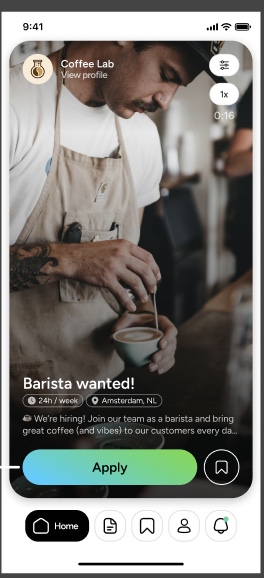 9:41
Coffee Lab
View profile
1x
0:16
Barista wanted!
24h / week
Amsterdam, NL
☕ We're hiring! Join our team as a barista and bring
great coffee (and vibes) to our customers every da...
Apply
Home